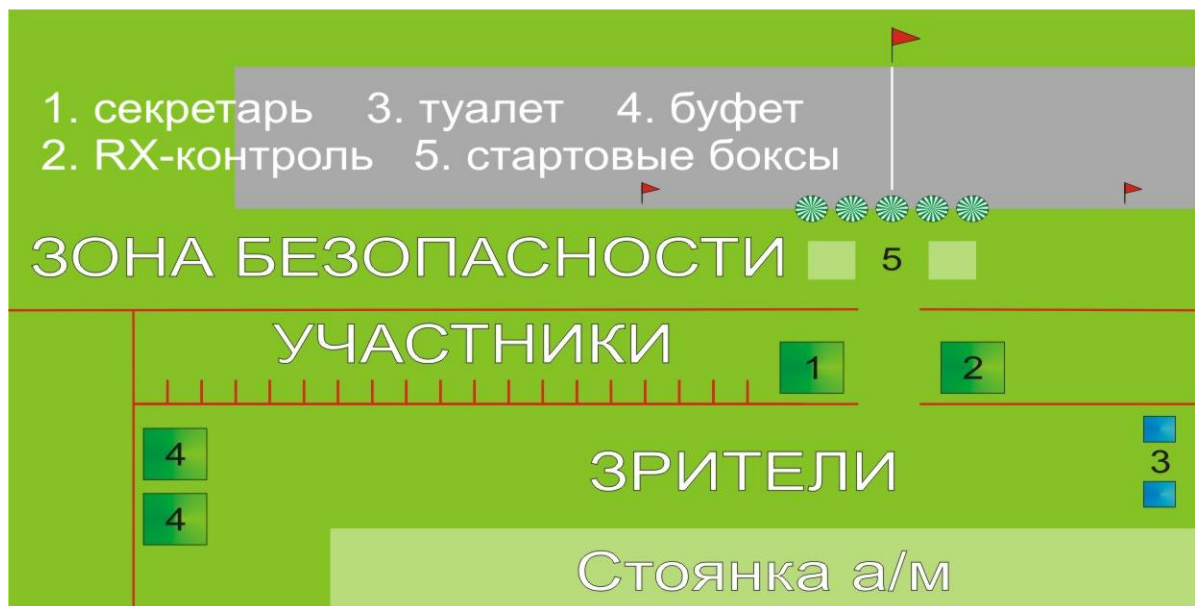 1. секретарь 3. туалет 4. буфет
2. RX-контроль 5. стартовые боксы
ЗОНА БЕЗОПАСНОСТИ 5
УЧАСТНИКИ
1 2
4
ЗРИТЕЛИ 3
4
Стоянка а/м